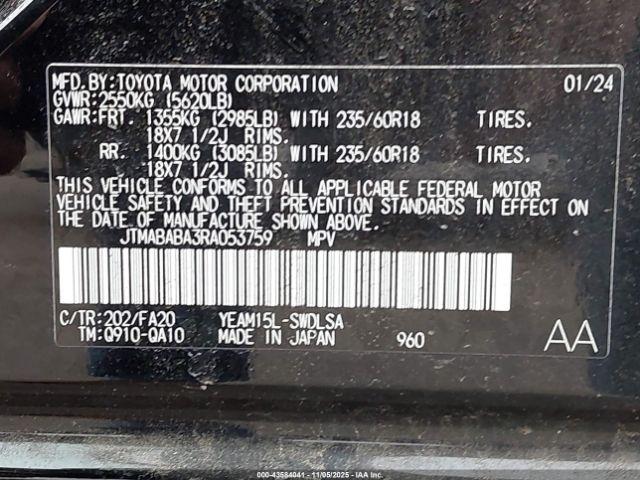 MFD.BY:TOYOTA MOTOR CORPORATION 01/24
GVWR:2550KG (5620LB)
GAWR:FRT. 1355KG (2985LB) WITH 235/60R18 TIRES.
18X7 1/2J RIMS.
RR. 1400KG (3085LB) WITH 235/60R18 TIRES.
18X7 1/2J RIMS.
THIS VEHICLE CONFORMS TO ALL APPLICABLE FEDERAL MOTOR
VEHICLE SAFETY AND THEFT PREVENTION STANDARDS IN EFFECT ON
THE DATE OF MANUFACTURE SHOWN ABOVE.
JTMABABA3RA053759 MPV
C/TR:202/FA20 YEAM15L-SWDLSA
TM:Q910-QA10 MADE IN JAPAN 960 AA
000-43584041 - 11/05/2025 - IAA Inc.